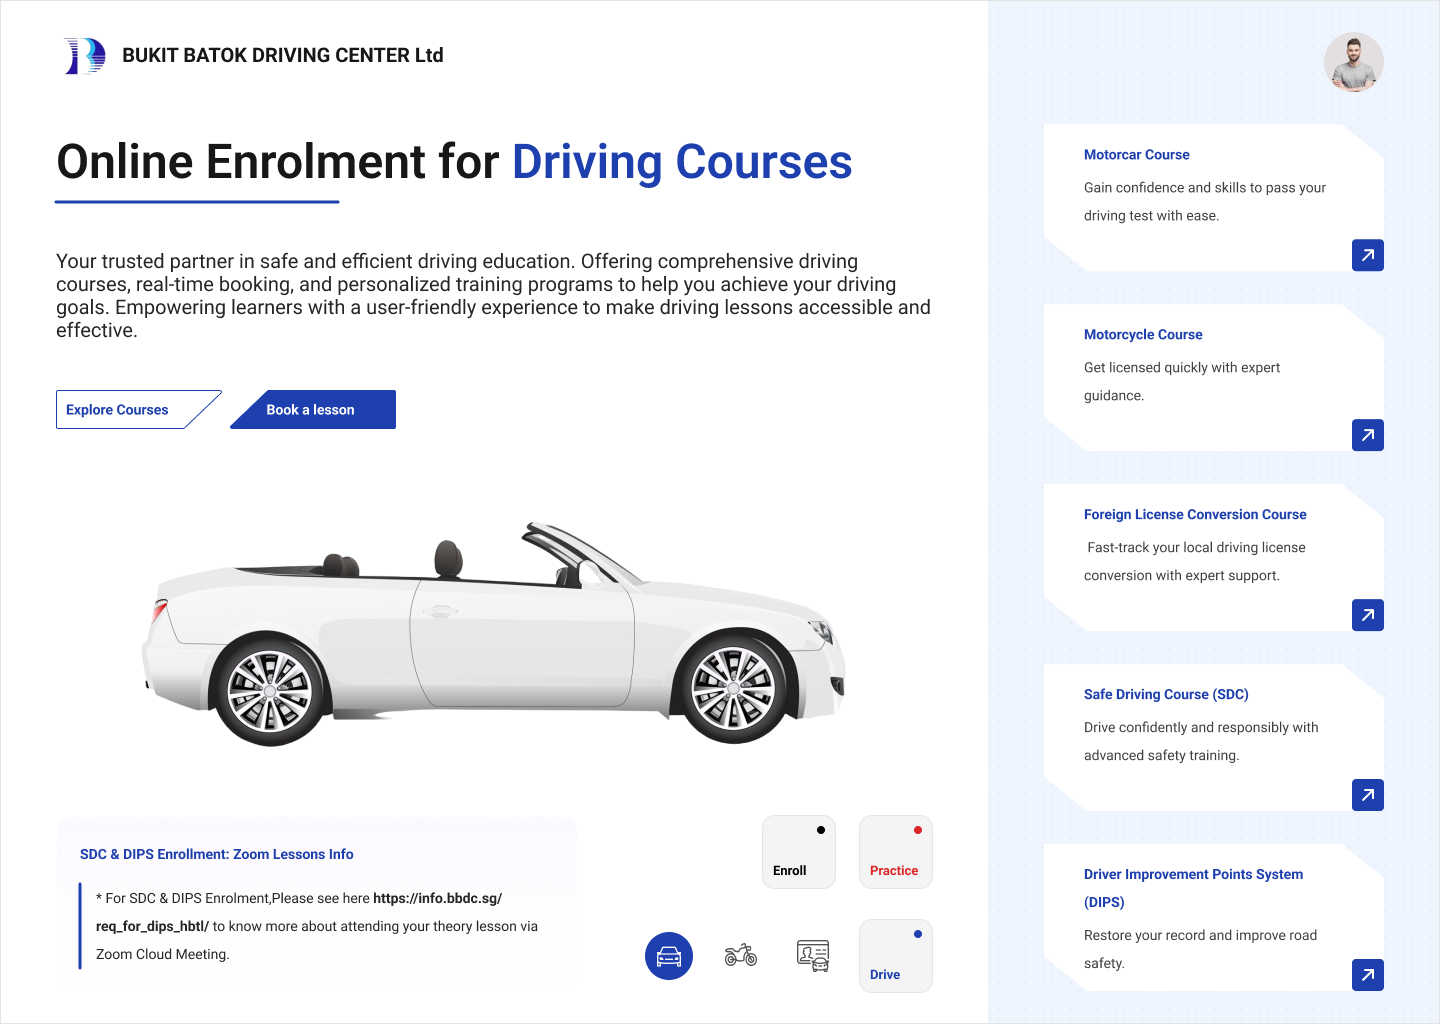 BUKIT BATOK DRIVING CENTER Ltd
Online Enrolment for Driving Courses
Your trusted partner in safe and efficient driving education. Offering comprehensive driving
courses, real-time booking, and personalized training programs to help you achieve your driving
goals. Empowering learners with a user-friendly experience to make driving lessons accessible and
effective.
Explore Courses
Book a lesson
SDC & DIPS Enrollment: Zoom Lessons Info
* For SDC & DIPS Enrolment,Please see here https://info.bbdc.sg/
req_for_dips_hbtl/ to know more about attending your theory lesson via
Zoom Cloud Meeting.
Enroll
Practice
Drive
Motorcar Course
Gain confidence and skills to pass your
driving test with ease.
Motorcycle Course
Get licensed quickly with expert
guidance.
Foreign License Conversion Course
Fast-track your local driving license
conversion with expert support.
Safe Driving Course (SDC)
Drive confidently and responsibly with
advanced safety training.
Driver Improvement Points System
(DIPS)
Restore your record and improve road
safety.